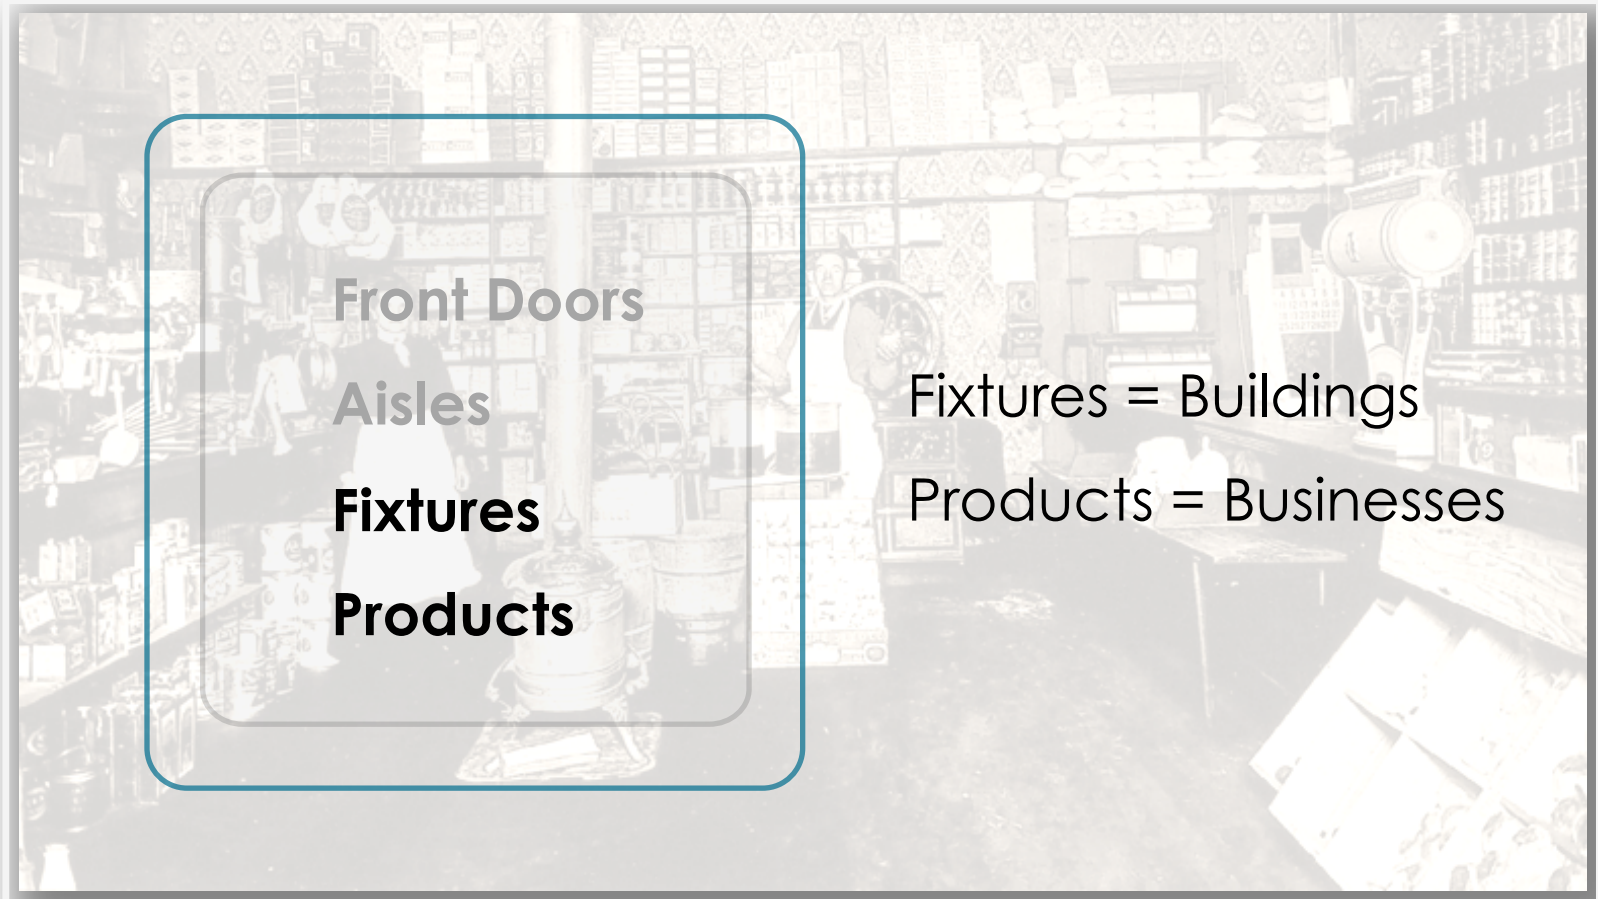 Front Doors
Aisles
Fixtures
Products
Fixtures = Buildings
Products = Businesses